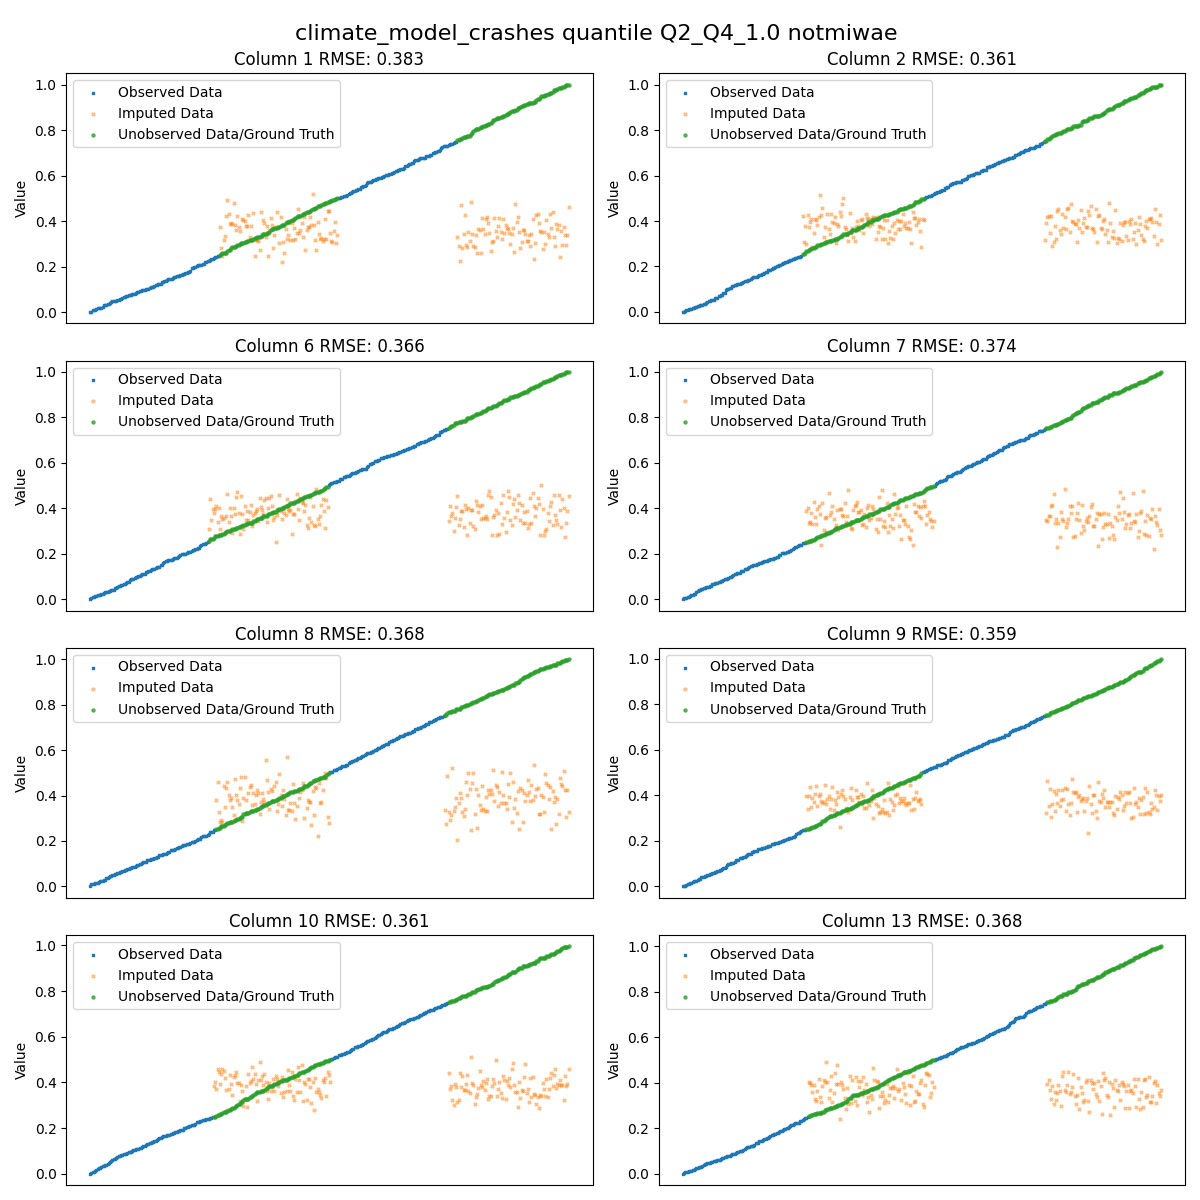 climate_model_crashes quantile Q2_Q4_1.0 notmiwae
Column 1 RMSE: 0.383
1.0
0.8
0.6
0.4
0.2
0.0
Value
Observed Data
Imputed Data
Unobserved Data/Ground Truth
Column 2 RMSE: 0.361
1.0
0.8
0.6
0.4
0.2
0.0
Value
Observed Data
Imputed Data
Unobserved Data/Ground Truth
Column 6 RMSE: 0.366
1.0
0.8
0.6
0.4
0.2
0.0
Value
Observed Data
Imputed Data
Unobserved Data/Ground Truth
Column 7 RMSE: 0.374
1.0
0.8
0.6
0.4
0.2
0.0
Value
Observed Data
Imputed Data
Unobserved Data/Ground Truth
Column 8 RMSE: 0.368
1.0
0.8
0.6
0.4
0.2
0.0
Value
Observed Data
Imputed Data
Unobserved Data/Ground Truth
Column 9 RMSE: 0.359
1.0
0.8
0.6
0.4
0.2
0.0
Value
Observed Data
Imputed Data
Unobserved Data/Ground Truth
Column 10 RMSE: 0.361
1.0
0.8
0.6
0.4
0.2
0.0
Value
Observed Data
Imputed Data
Unobserved Data/Ground Truth
Column 13 RMSE: 0.368
1.0
0.8
0.6
0.4
0.2
0.0
Value
Observed Data
Imputed Data
Unobserved Data/Ground Truth